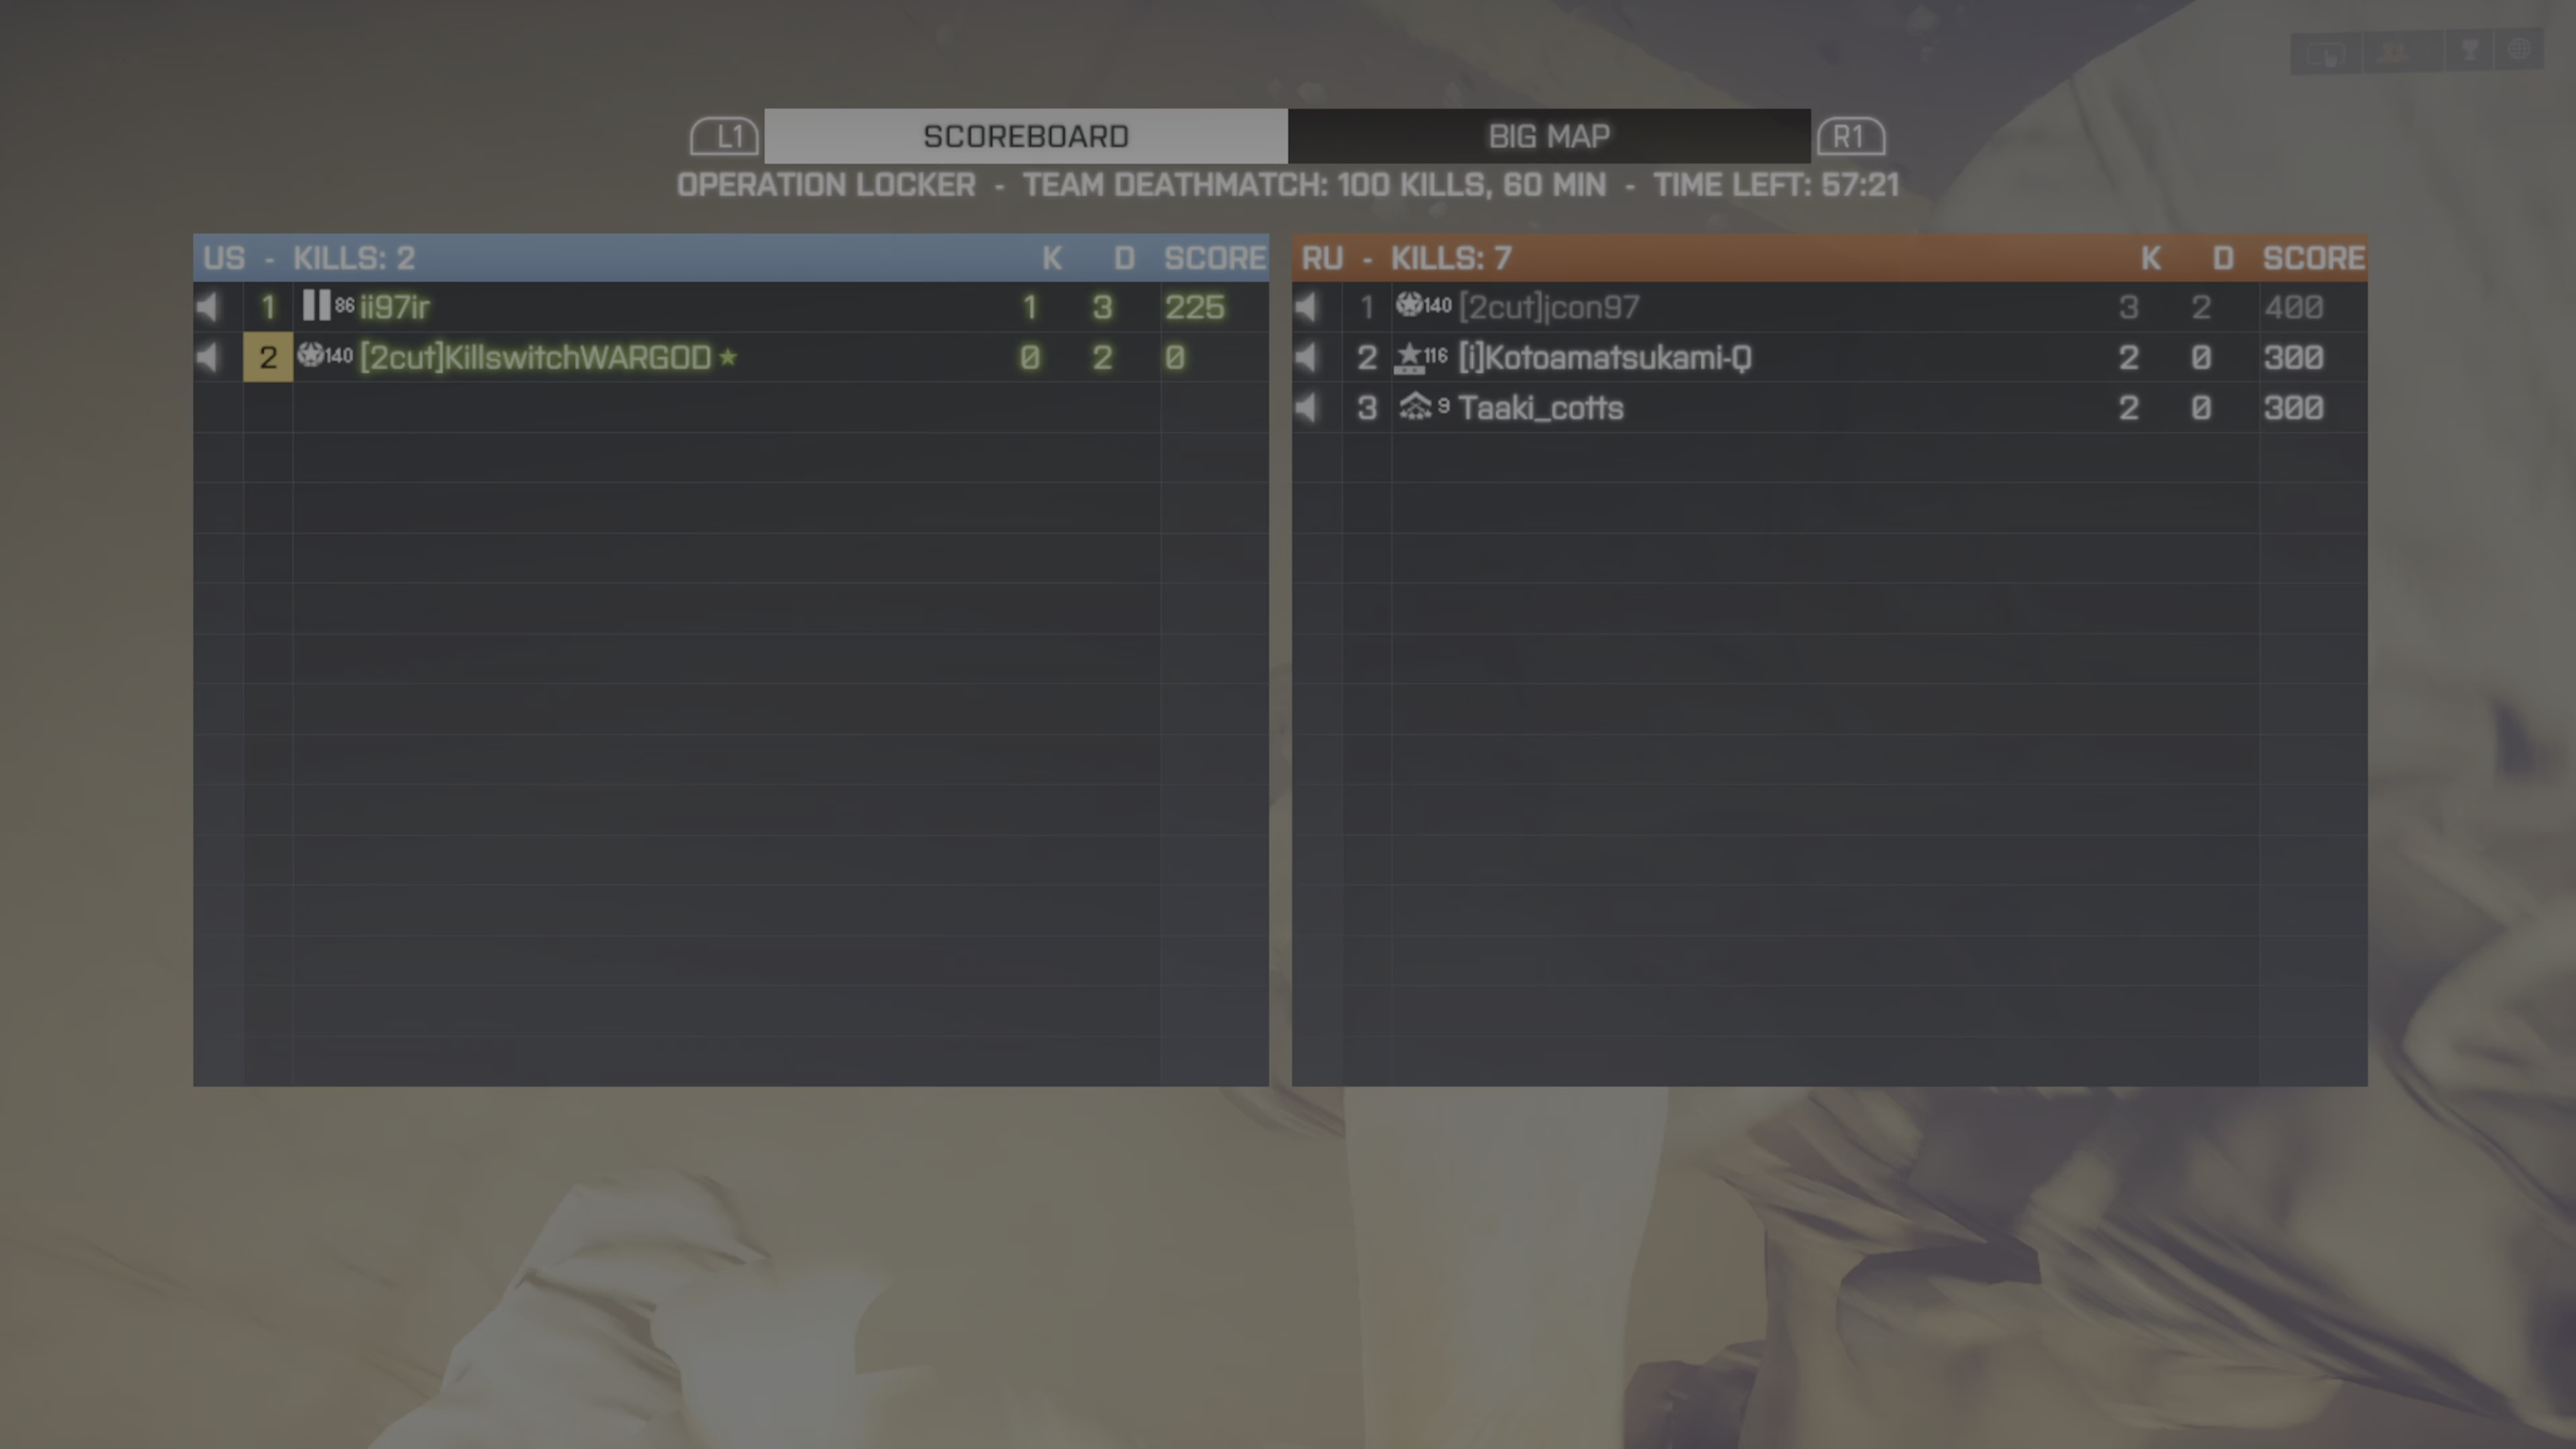 L1 SCOREBOARD BIG MAP R1
OPERATION LOCKER - TEAM DEATHMATCH: 100 KILLS, 60 MIN - TIME LEFT: 57:21
US - KILLS: 2 K D SCORE
1 86 ii97ir 1 3 225
2 140 [2cut]KillswitchWARGOD 0 2 0
RU - KILLS: 7 K D SCORE
1 140 [2cut]jcon97 3 2 400
2 116 [i]Kotoamatsukami-Q 2 0 300
3 9 Taaki_cotts 2 0 300